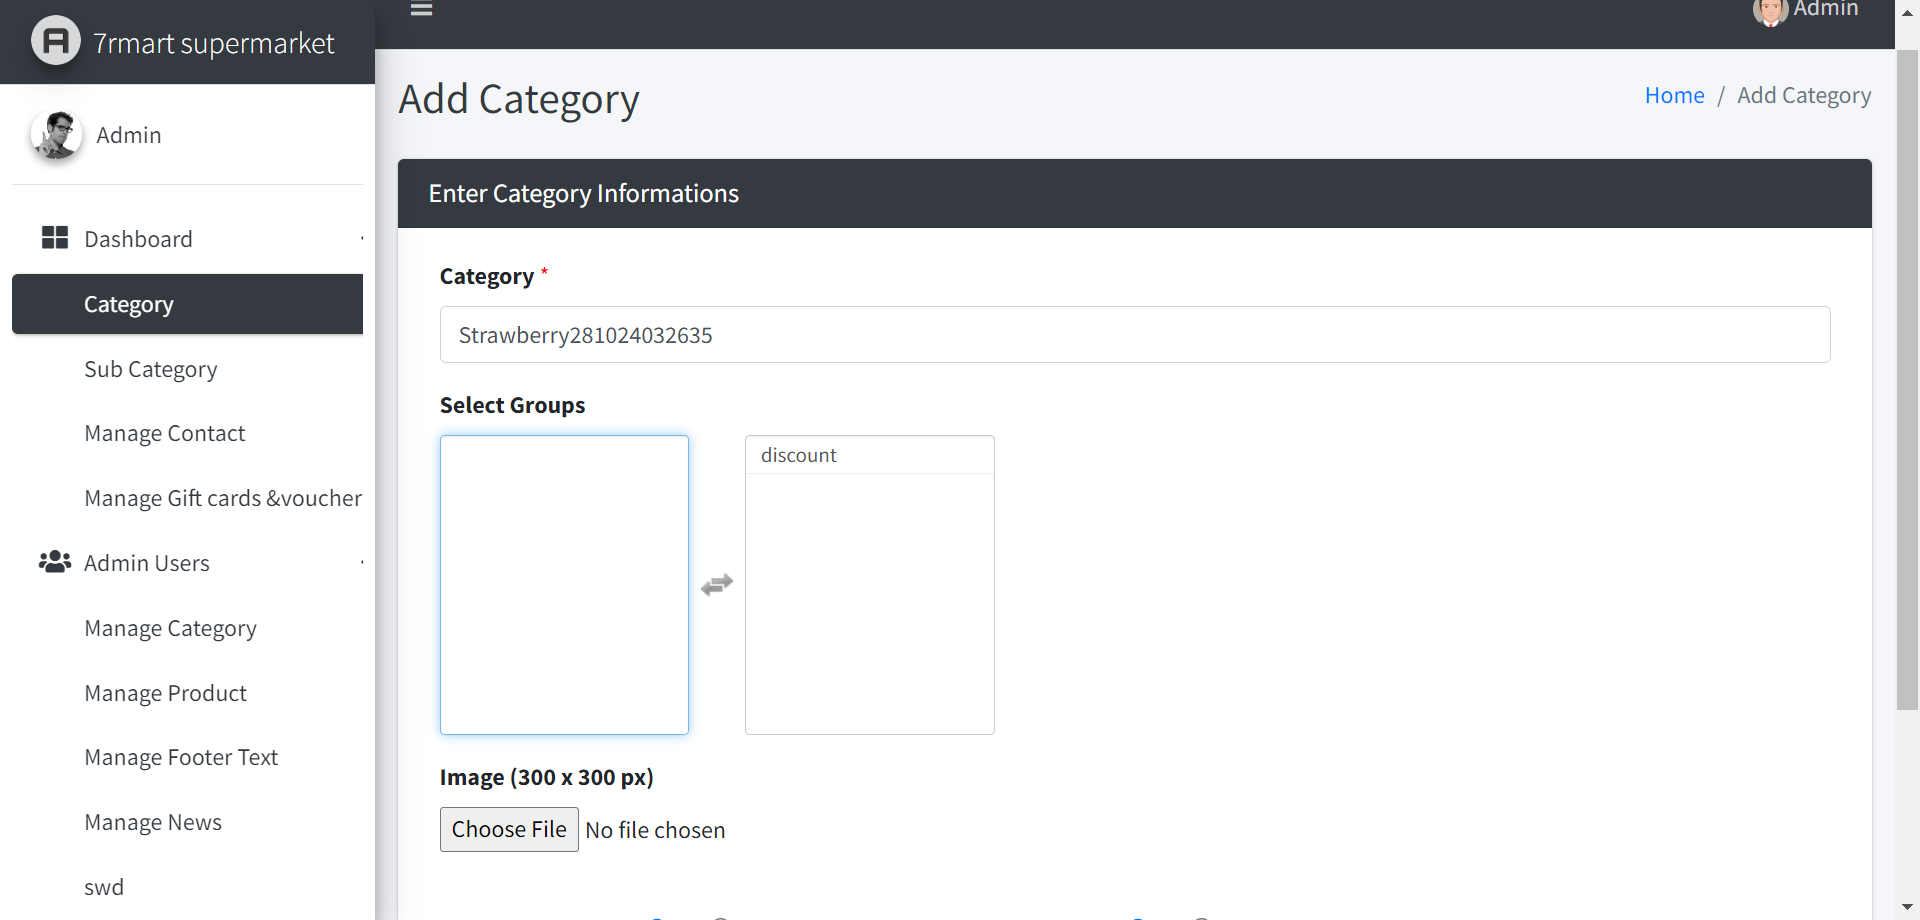 7rmart supermarket
Admin
Admin
Dashboard
Category
Sub Category
Manage Contact
Manage Gift cards &voucher
Admin Users
Manage Category
Manage Product
Manage Footer Text
Manage News
swd
Add Category
Home / Add Category
Enter Category Informations
Category *
Strawberry281024032635
Select Groups
discount
Image (300 x 300 px)
Choose File No file chosen